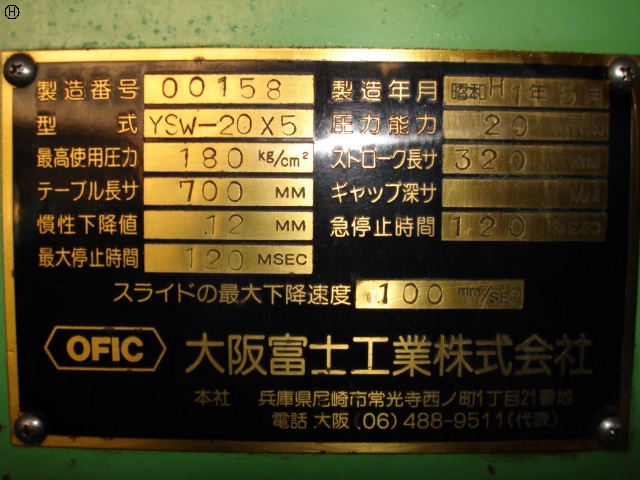 H
製造番号 00158 製造年月 昭和 H 1年5月
型式 YSW-20X5 圧力能力 20 TON
最高使用圧力 180 kg/cm² ストローク長サ 320 MM
テーブル長サ 700 MM ギャップ深サ MM
慣性下降値 12 MM 急停止時間 120 MSEC
最大停止時間 120 MSEC
スライドの最大下降速度 100 mm/SEC
OFIC 大阪富士工業株式会社
本社 兵庫県尼崎市常光寺西ノ町1丁目21番地
電話 大阪 (06) 488-9511(代表)